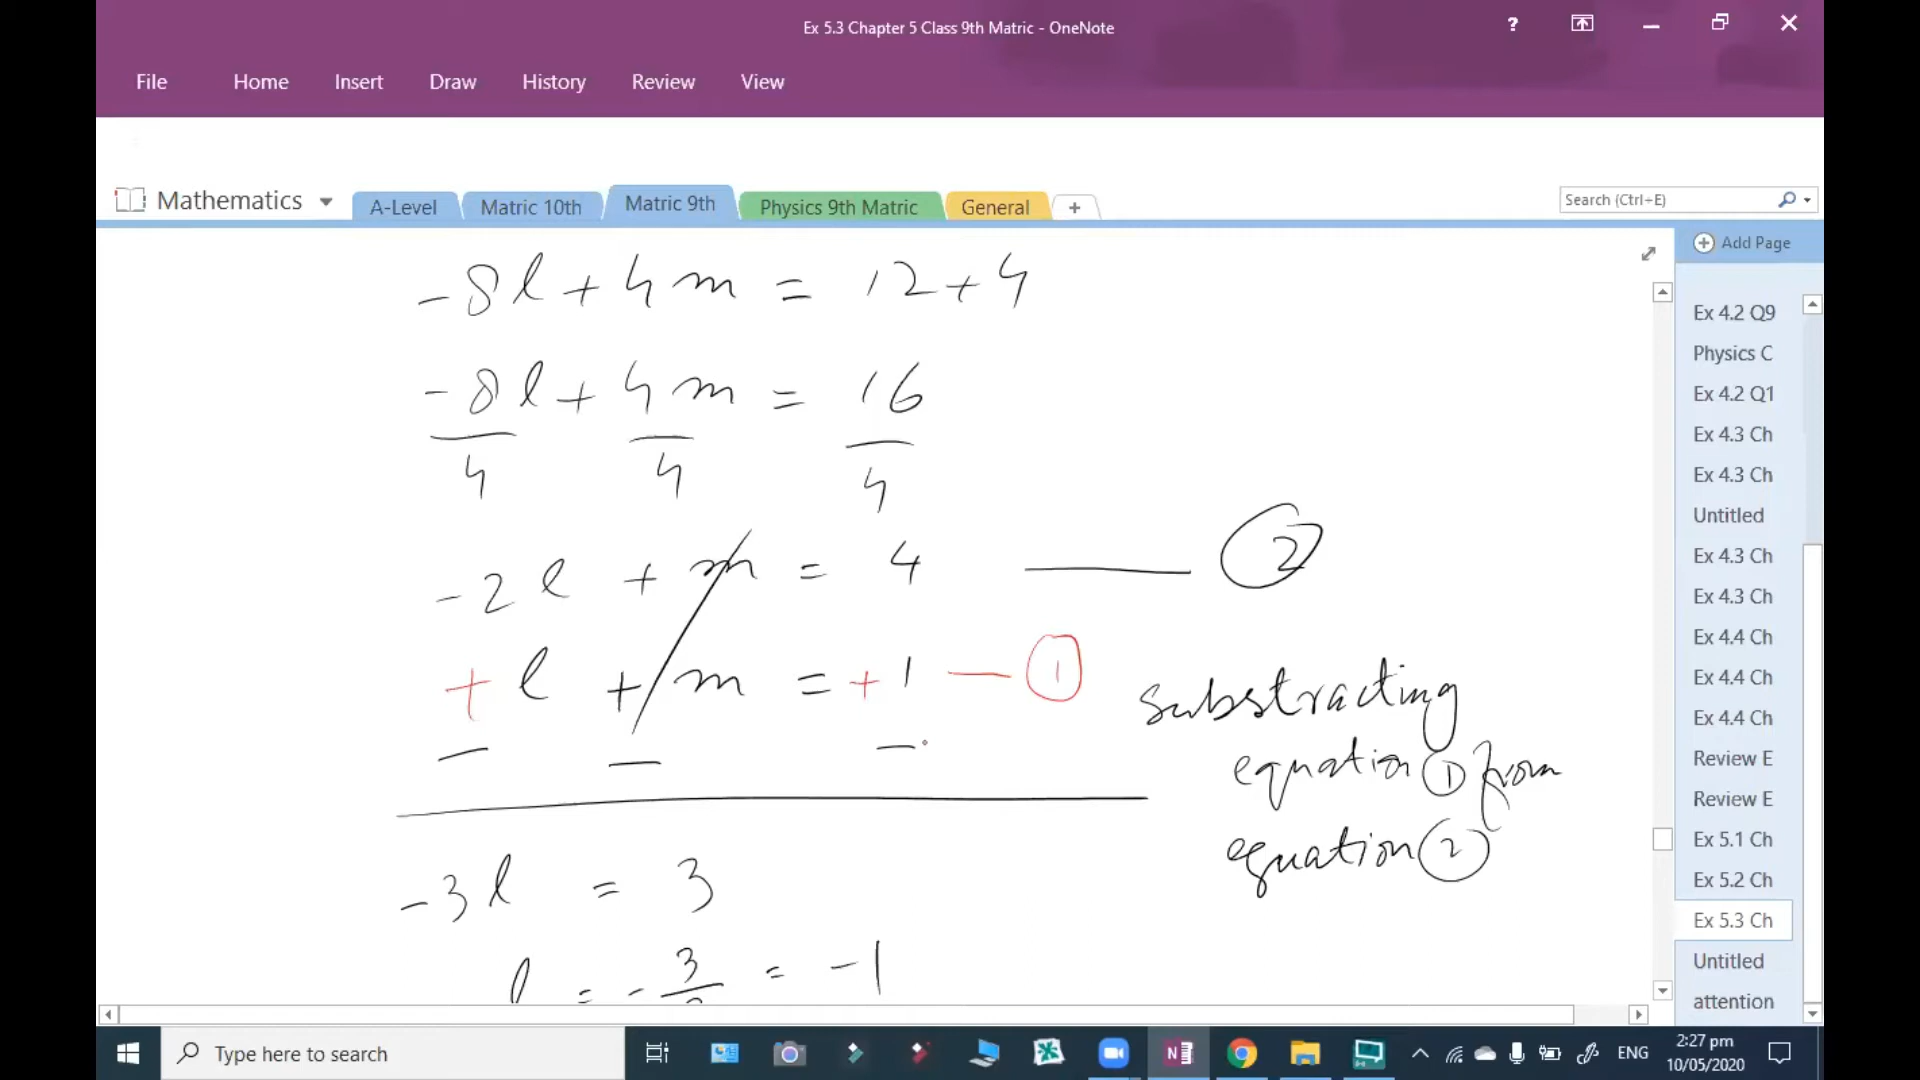 Ex 5.3 Chapter 5 Class 9th Matric - OneNote
?
File Home Insert Draw History Review View
Mathematics A-Level Matric 10th Matric 9th Physics 9th Matric General +
Search (Ctrl+E)
Add Page
-8l + 4m = 12 + 4
-8l + 4m = 16
4 4 4
-2l + m = 4 —— 2
+ l + m = + 1 — 1
— — —
substracting
equation 1 from
equation 2
-3l = 3
l = - 3 = -1
Ex 4.2 Q9
Physics C
Ex 4.2 Q1
Ex 4.3 Ch
Ex 4.3 Ch
Untitled
Ex 4.3 Ch
Ex 4.3 Ch
Ex 4.4 Ch
Ex 4.4 Ch
Ex 4.4 Ch
Review E
Review E
Ex 5.1 Ch
Ex 5.2 Ch
Ex 5.3 Ch
Untitled
attention
Type here to search
N
ENG
2:27 pm
10/05/2020